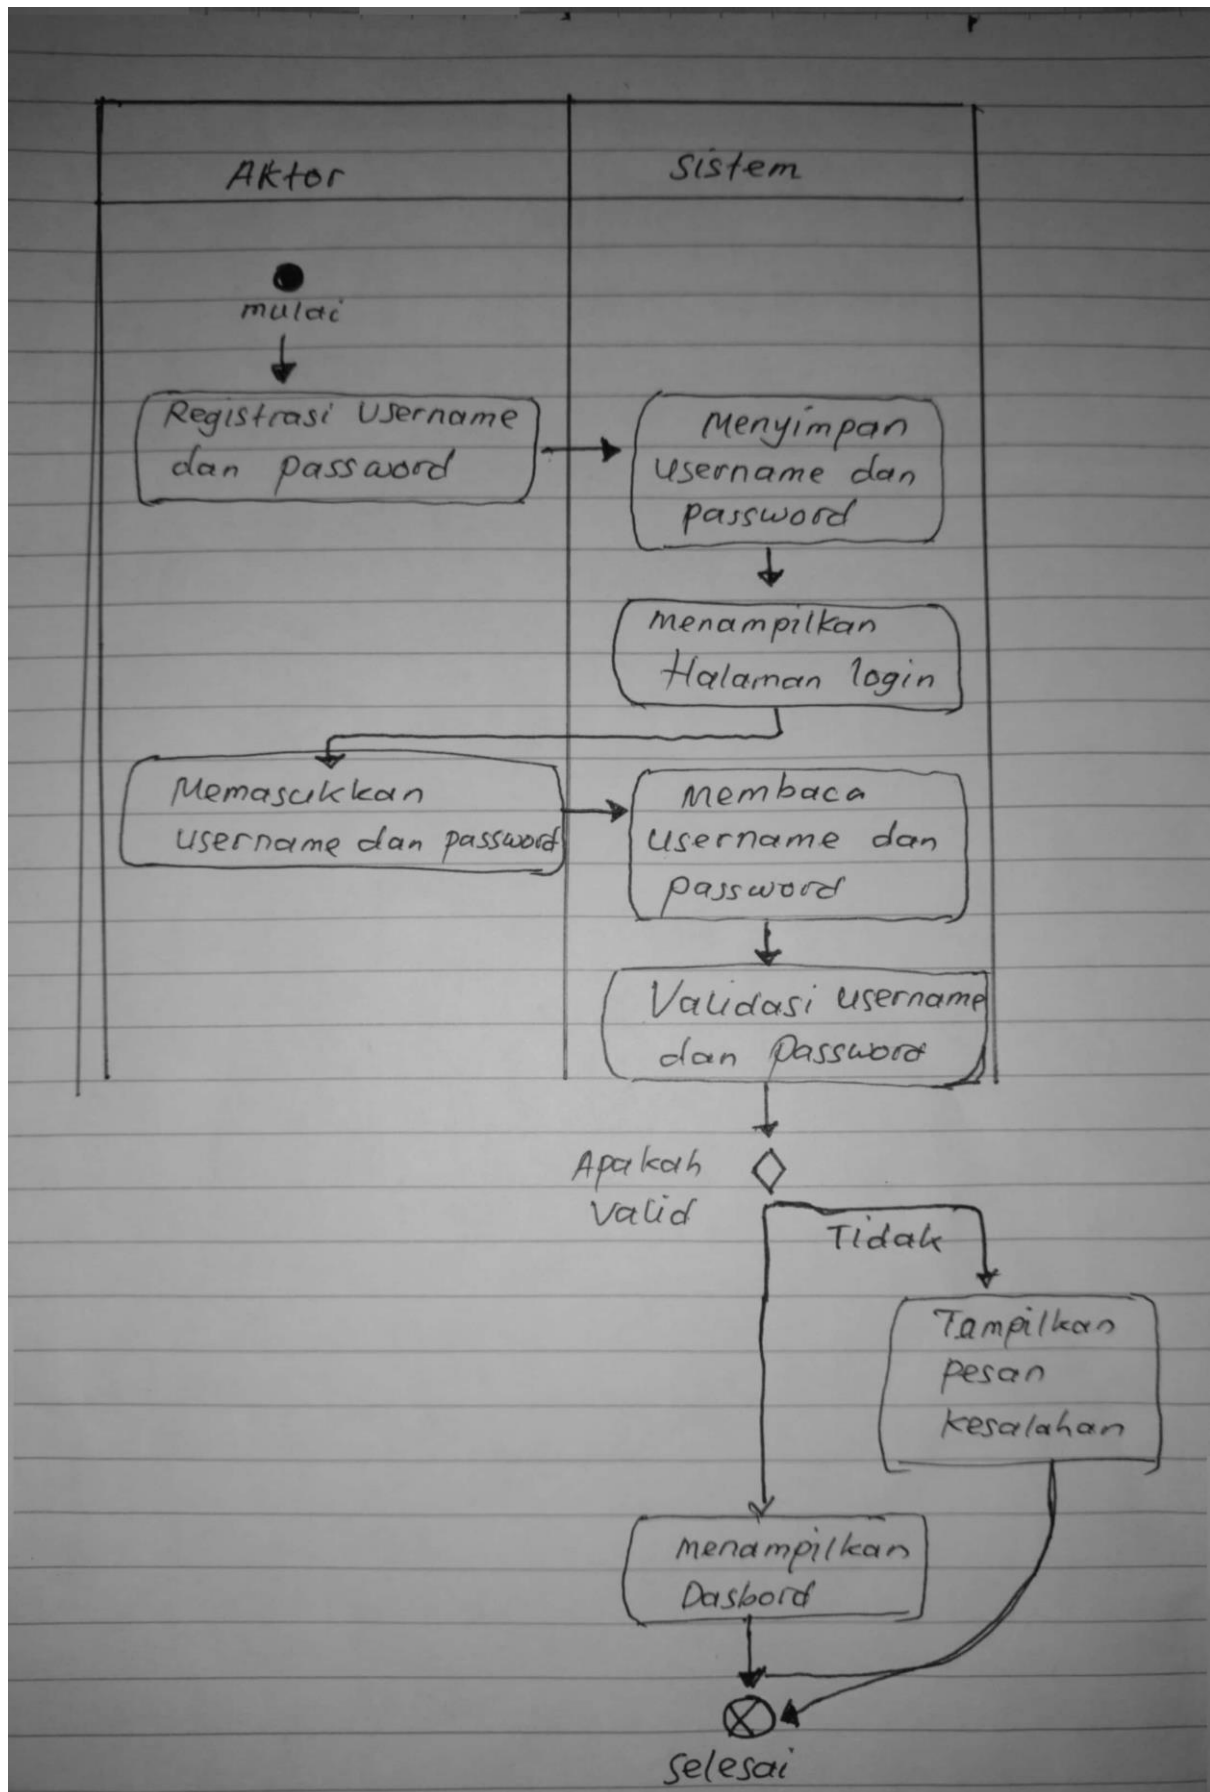 Aktor
Sistem
mulai
Registrasi Username
dan password
Menyimpan
username dan
password
Menampilkan
Halaman login
Memasukkan
username dan password
Membaca
username dan
password
Validasi username
dan password
Apakah
Valid
Tidak
Tampilkan
pesan
kesalahan
Menampilkan
Dasbord
selesai